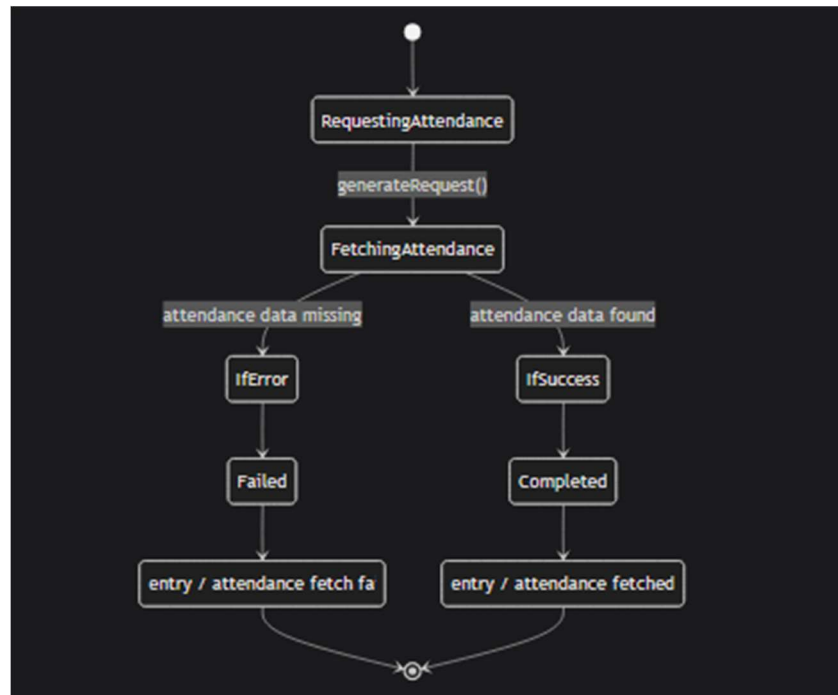 RequestingAttendance
generateRequest()
FetchingAttendance
attendance data missing
attendance data found
IfError
IfSuccess
Failed
Completed
entry / attendance fetch fa
entry / attendance fetched